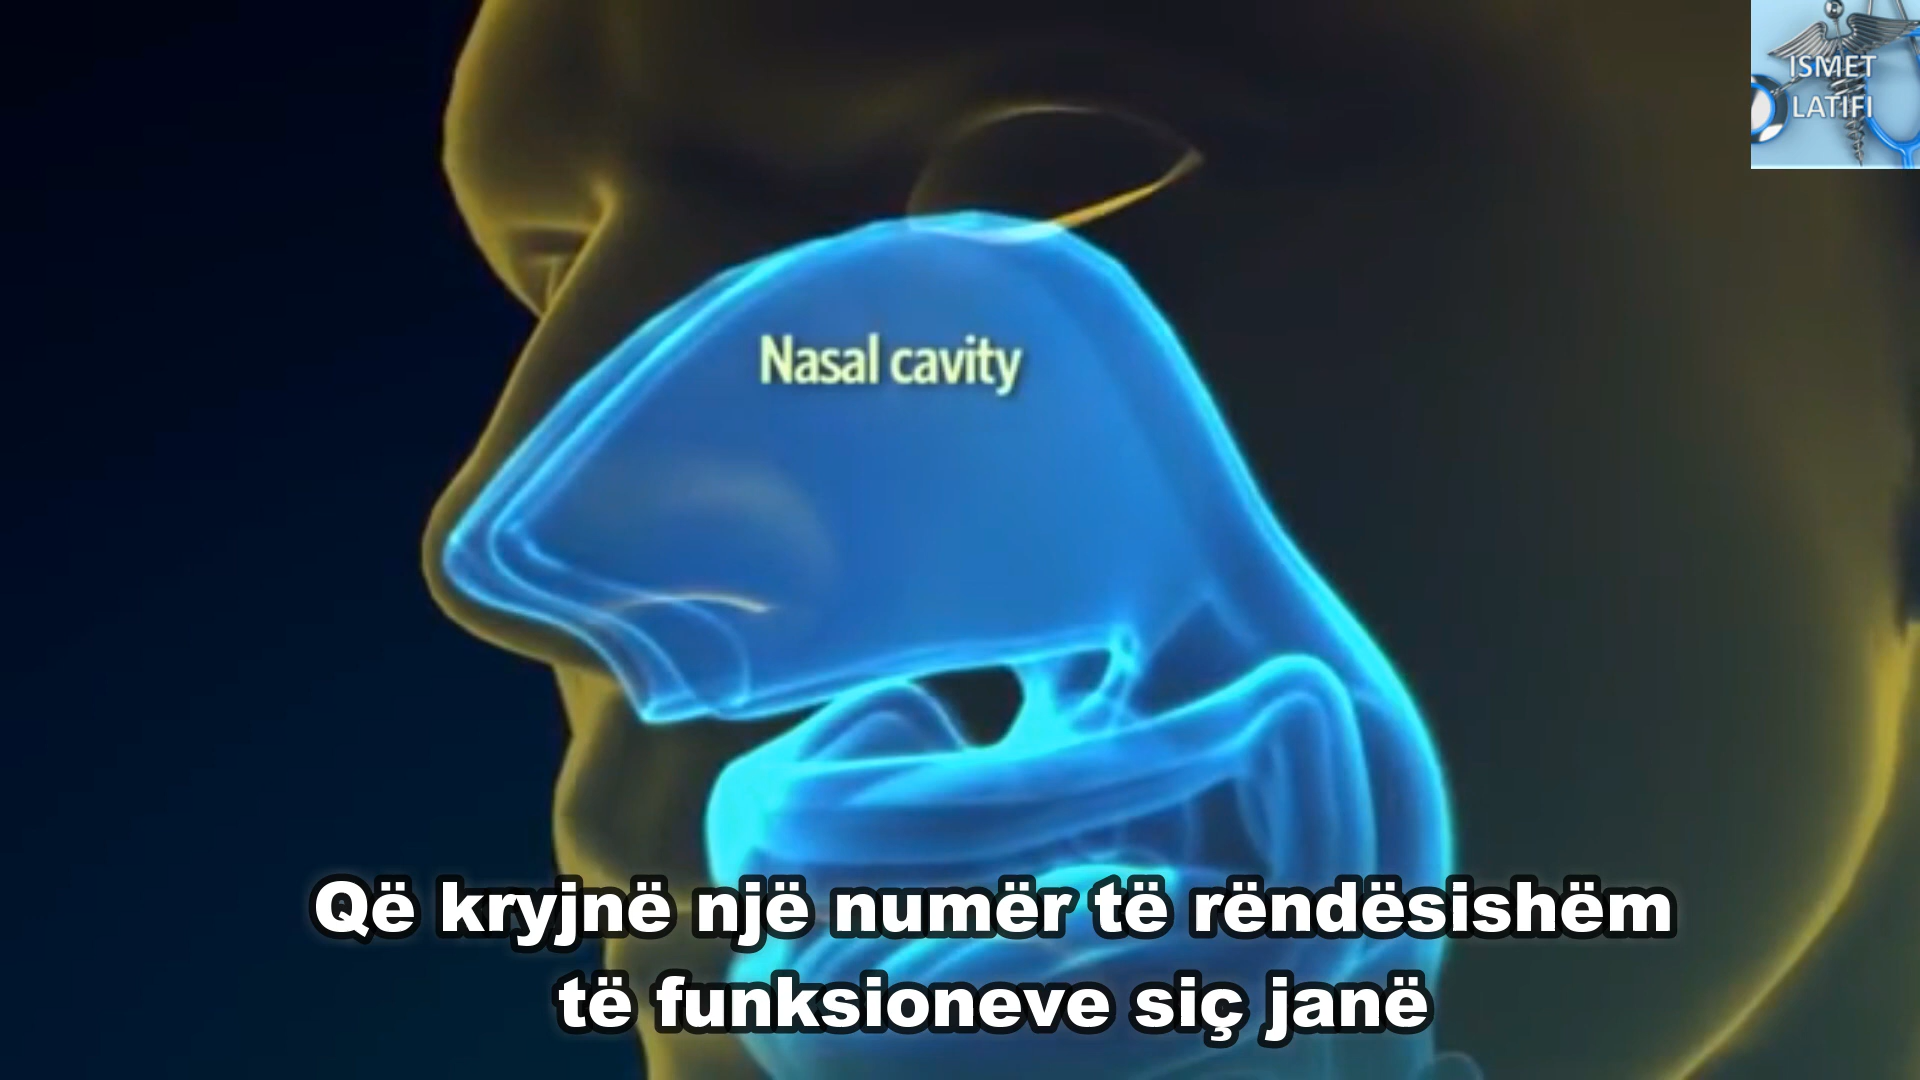 ISMET
LATIFI
Nasal cavity
Që kryjnë një numër të rëndësishëm
të funksioneve siç janë